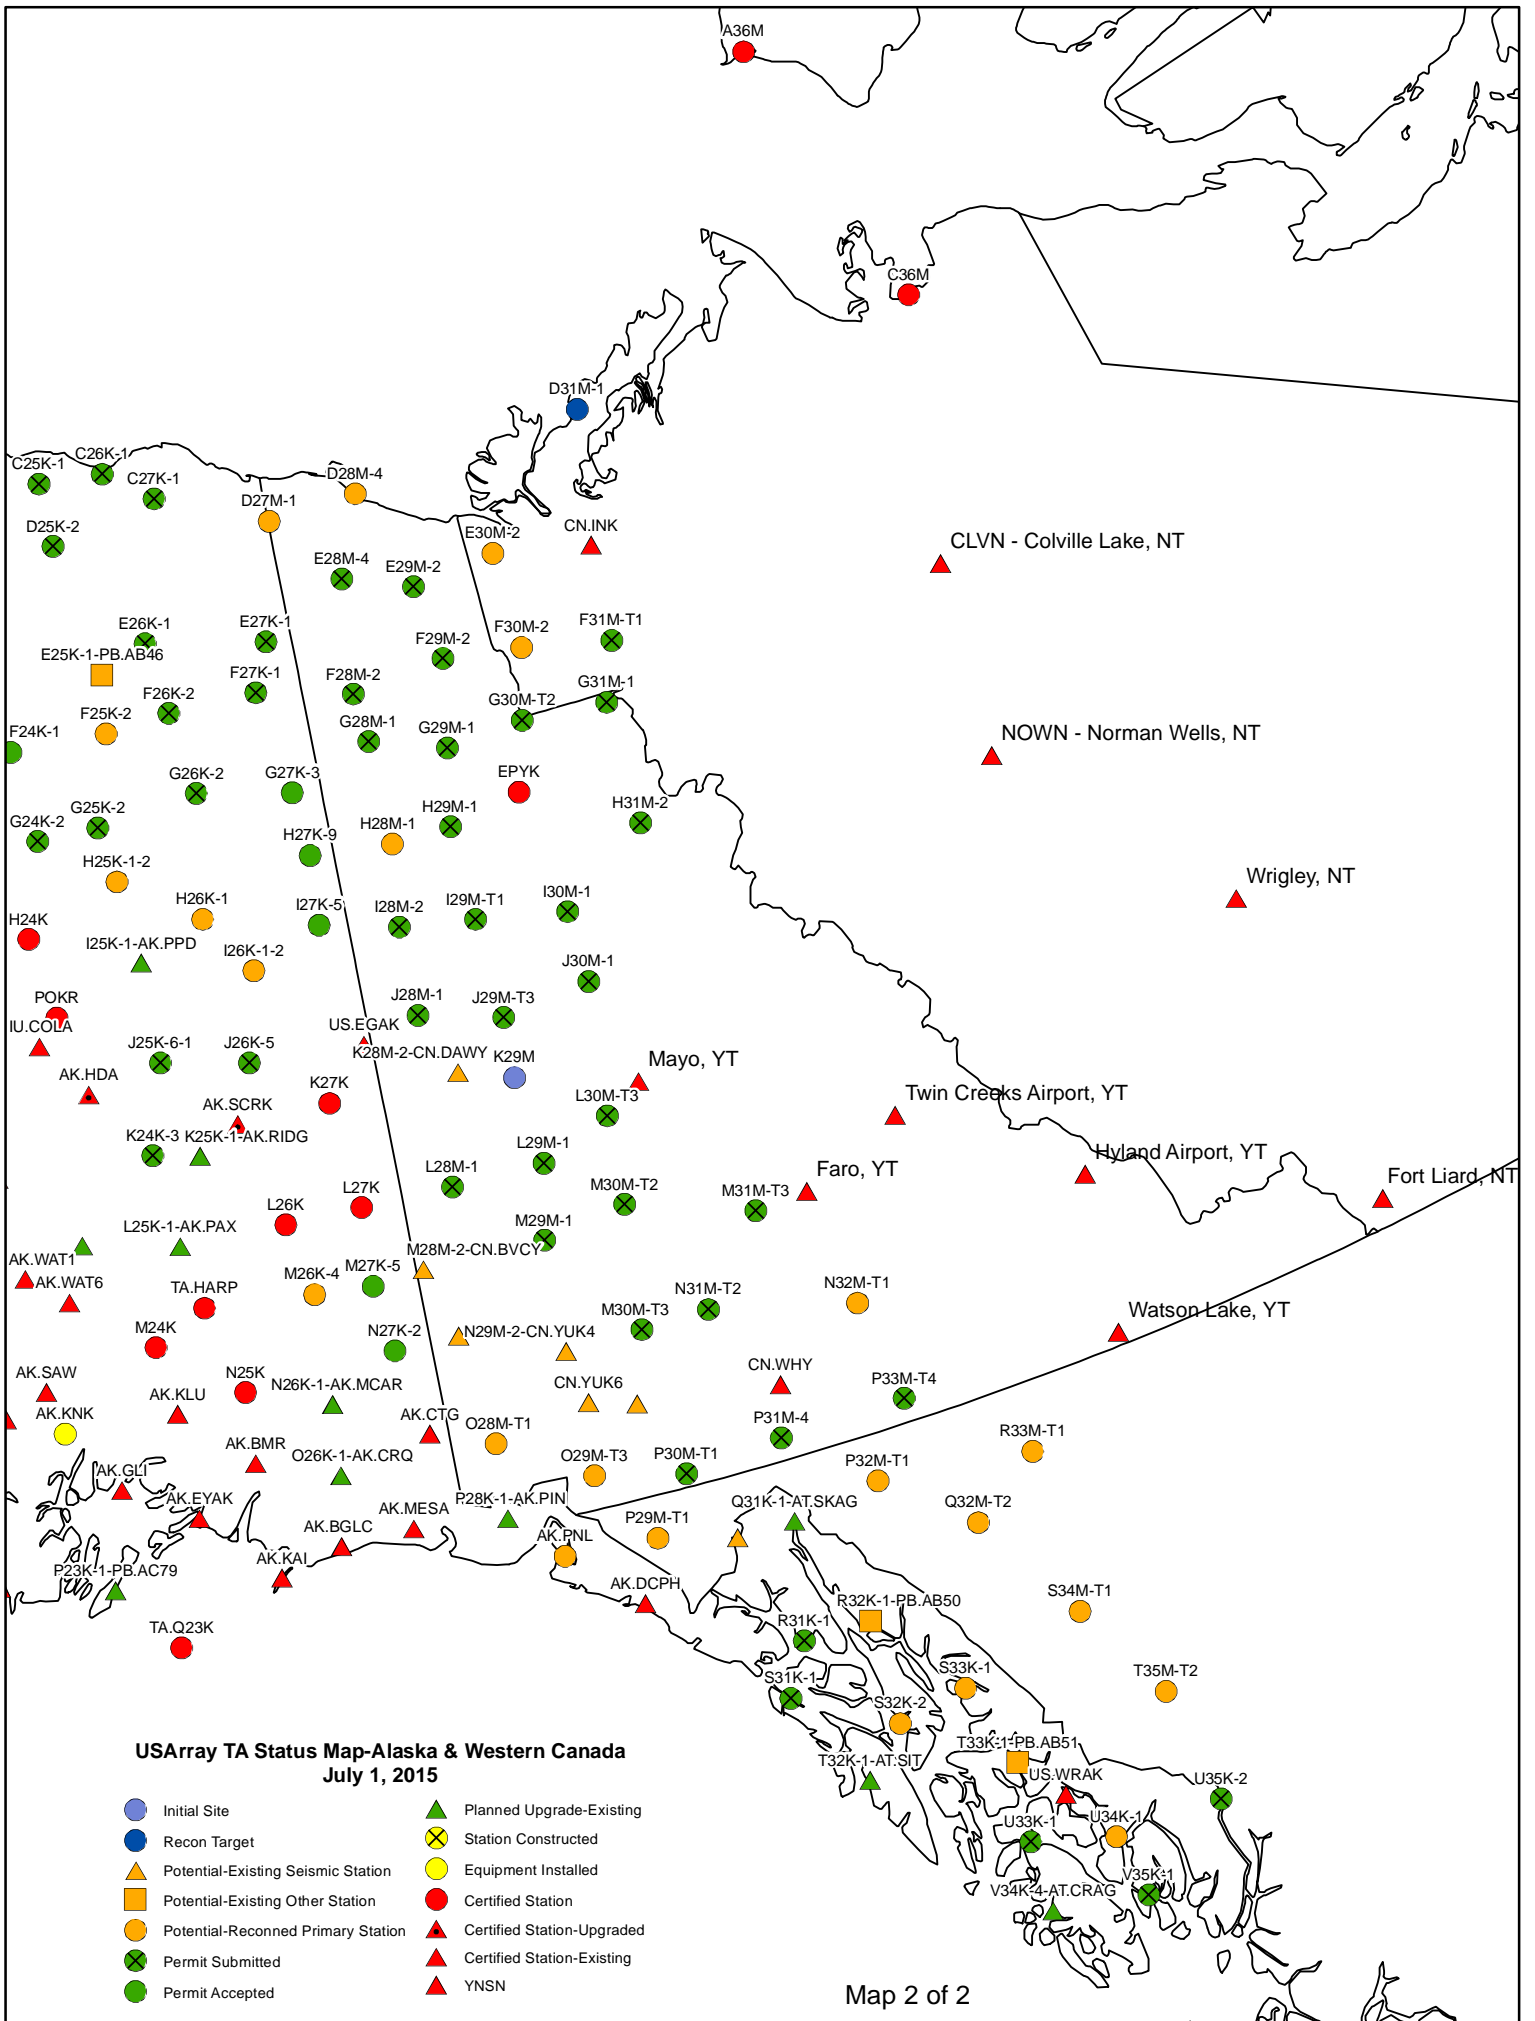 A36M
C36M
D31M-1
C25K-1
C26K-1
C27K-1
D28M-4
D27M-1
D25K-2
E30M-2
CN.INK
CLVN - Colville Lake, NT
E28M-4
E29M-2
E26K-1
E27K-1
F29M-2
F30M-2
F31M-T1
E25K-1-PB.AB46
F27K-1
F28M-2
G31M-1
F26K-2
G30M-T2
F25K-2
F24K-1
G28M-1
G29M-1
NOWN - Norman Wells, NT
G26K-2
G27K-3
EPYK
G24K-2
G25K-2
H29M-1
H31M-2
H27K-9
H28M-1
H25K-1-2
Wrigley, NT
H26K-1
I27K-5
I28M-2
I29M-T1
I30M-1
H24K
I25K-1-AK.PPD
I26K-1-2
J30M-1
POKR
J28M-1
J29M-T3
IU.COLA
US.EGAK
J25K-6-1
J26K-5
K28M-2-CN.DAWY
K29M
Mayo, YT
AK.HDA
K27K
L30M-T3
Twin Creeks Airport, YT
AK.SCRK
K24K-3
K25K-1-AK.RIDG
L29M-1
Hyland Airport, YT
L28M-1
M30M-T2
M31M-T3
Faro, YT
Fort Liard, NT
L26K
L27K
L25K-1-AK.PAX
M29M-1
AK.WAT1
M28M-2-CN.BVCY
AK.WAT6
TA.HARP
M26K-4
M27K-5
N31M-T2
N32M-T1
M24K
N27K-2
N29M-2-CN.YUK4
M30M-T3
Watson Lake, YT
AK.SAW
N25K
N26K-1-AK.MCAR
CN.YUK6
CN.WHY
P33M-T4
AK.KLU
AK.KNK
AK.CTG
O28M-T1
P31M-4
R33M-T1
AK.BMR
O26K-1-AK.CRQ
O29M-T3
P30M-T1
P32M-T1
AK.GLI
AK.EYAK
AK.BGLC
AK.MESA
P28K-1-AK.PIN
P29M-T1
Q31K-1-AT.SKAG
Q32M-T2
AK.PNL
AK.KAI
P23K-1-PB.AC79
AK.DCPH
R32K-1-PB.AB50
S34M-T1
TA.Q23K
R31K-1
S31K-1
S33K-1
T35M-T2
S32K-2
T33K-1-PB.AB51
T32K-1-AT.SIT
US.WRAK
U35K-2
U33K-1
U34K-1
V34K-4-AT.CRAG
V35K-1
USArray TA Status Map-Alaska & Western Canada
July 1, 2015
Initial Site
Recon Target
Potential-Existing Seismic Station
Potential-Existing Other Station
Potential-Reconned Primary Station
Permit Submitted
Permit Accepted
Planned Upgrade-Existing
Station Constructed
Equipment Installed
Certified Station
Certified Station-Upgraded
Certified Station-Existing
YNSN
Map 2 of 2